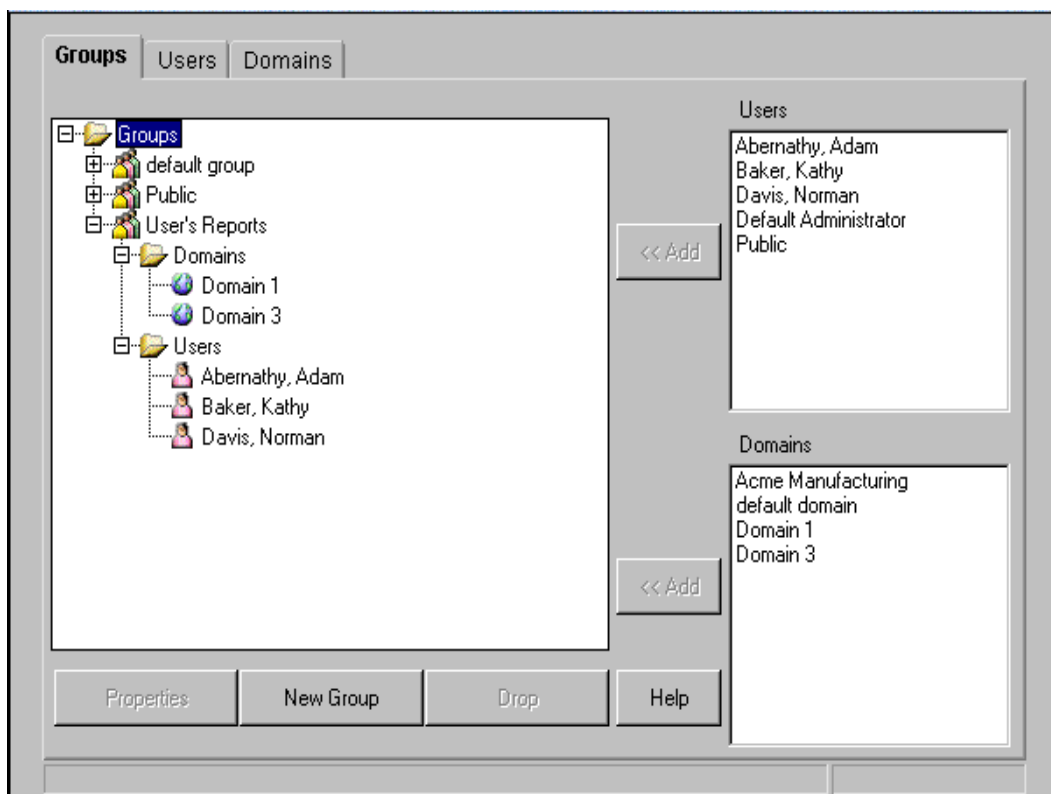 Groups
Users
Domains
Groups
default group
Public
User's Reports
Domains
Domain 1
Domain 3
Users
Abernathy, Adam
Baker, Kathy
Davis, Norman
<< Add
<< Add
Users
Abernathy, Adam
Baker, Kathy
Davis, Norman
Default Administrator
Public
Domains
Acme Manufacturing
default domain
Domain 1
Domain 3
Properties
New Group
Drop
Help